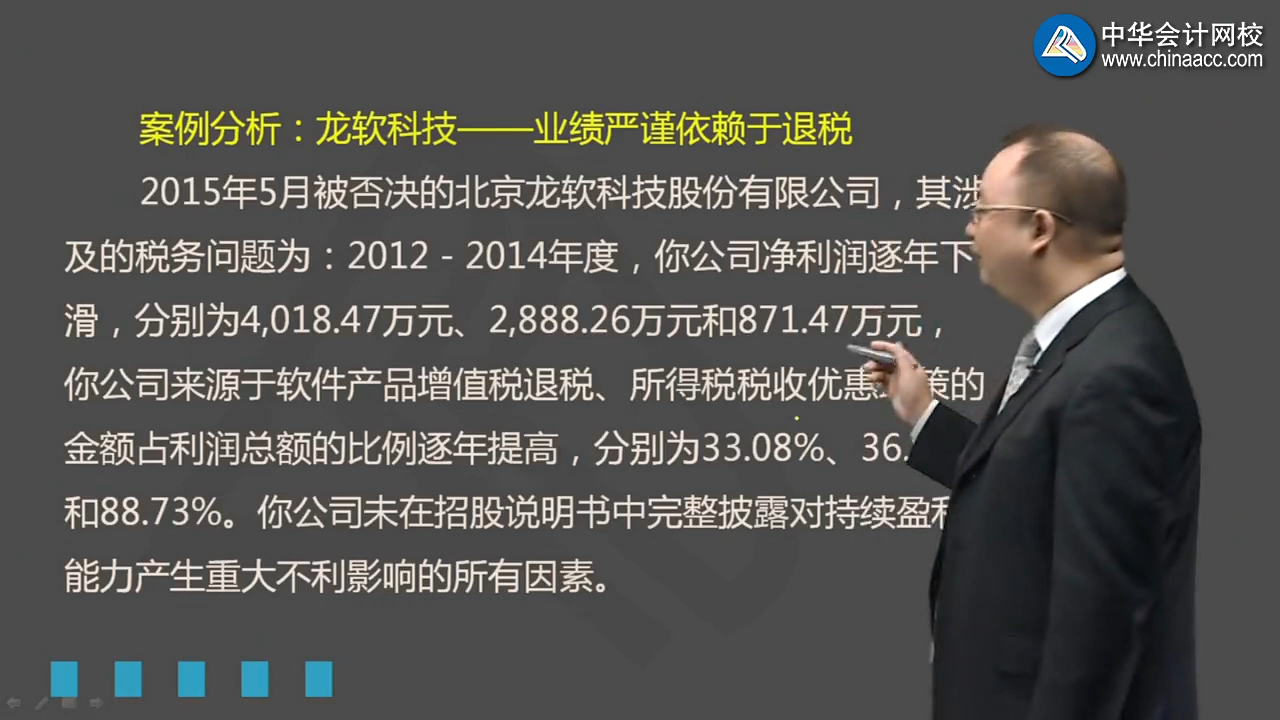 中华会计网校
www.chinaacc.com
案例分析：龙软科技——业绩严谨依赖于退税
2015年5月被否决的北京龙软科技股份有限公司，其涉
及的税务问题为：2012－2014年度，你公司净利润逐年下
滑，分别为4,018.47万元、2,888.26万元和871.47万元，
你公司来源于软件产品增值税退税、所得税税收优惠 策的
金额占利润总额的比例逐年提高，分别为33.08%、36.
和88.73%。你公司未在招股说明书中完整披露对持续盈利
能力产生重大不利影响的所有因素。